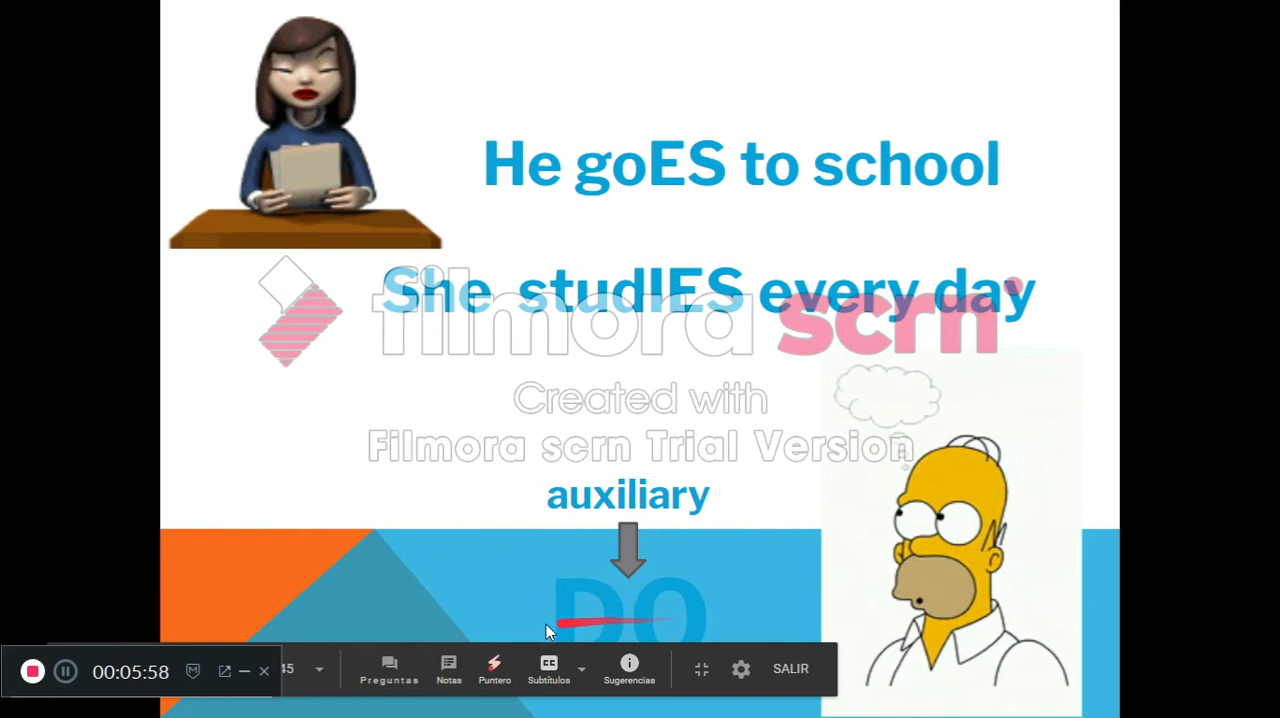 He goES to school
She studIES every day
filmora scrn
Created with
Filmora scrn Trial Version
auxiliary
DO
00:05:58
45
Preguntas
Notas
Puntero
Subtítulos
Sugerencias
SALIR